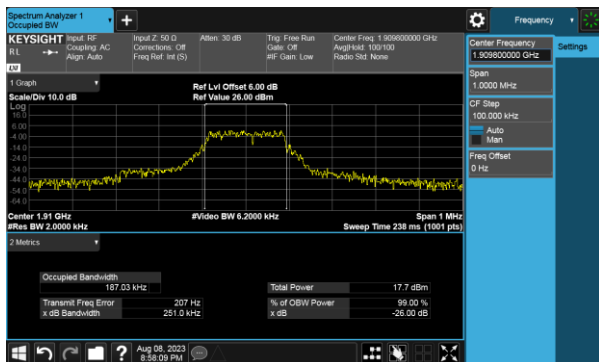 Spectrum Analyzer 1
Occupied BW
+
Frequency
KEYSIGHT
RL
Input: RF
Coupling: AC
Align: Auto
Input Z: 50 Ω
Corrections: Off
Freq Ref: Int (S)
Atten: 30 dB
Trig: Free Run
Gate: Off
#IF Gain: Low
Center Freq: 1.909800000 GHz
Avg|Hold: 100/100
Radio Std: None
Center Frequency
1.909800000 GHz
Settings
Span
1.0000 MHz
CF Step
100.000 kHz
Auto
Man
Freq Offset
0 Hz
LVI
1 Graph
Scale/Div 10.0 dB
Ref Lvl Offset 6.00 dB
Ref Value 26.00 dBm
Log
16.0
6.00
-4.00
-14.0
-24.0
-34.0
-44.0
-54.0
-64.0
Center 1.91 GHz
#Res BW 2.0000 kHz
#Video BW 6.2000 kHz
Span 1 MHz
Sweep Time 238 ms (1001 pts)
2 Metrics
Occupied Bandwidth
187.03 kHz
Total Power 17.7 dBm
Transmit Freq Error 207 Hz
% of OBW Power 99.00 %
x dB Bandwidth 251.0 kHz
x dB -26.00 dB
?
Aug 08, 2023
8:58:09 PM